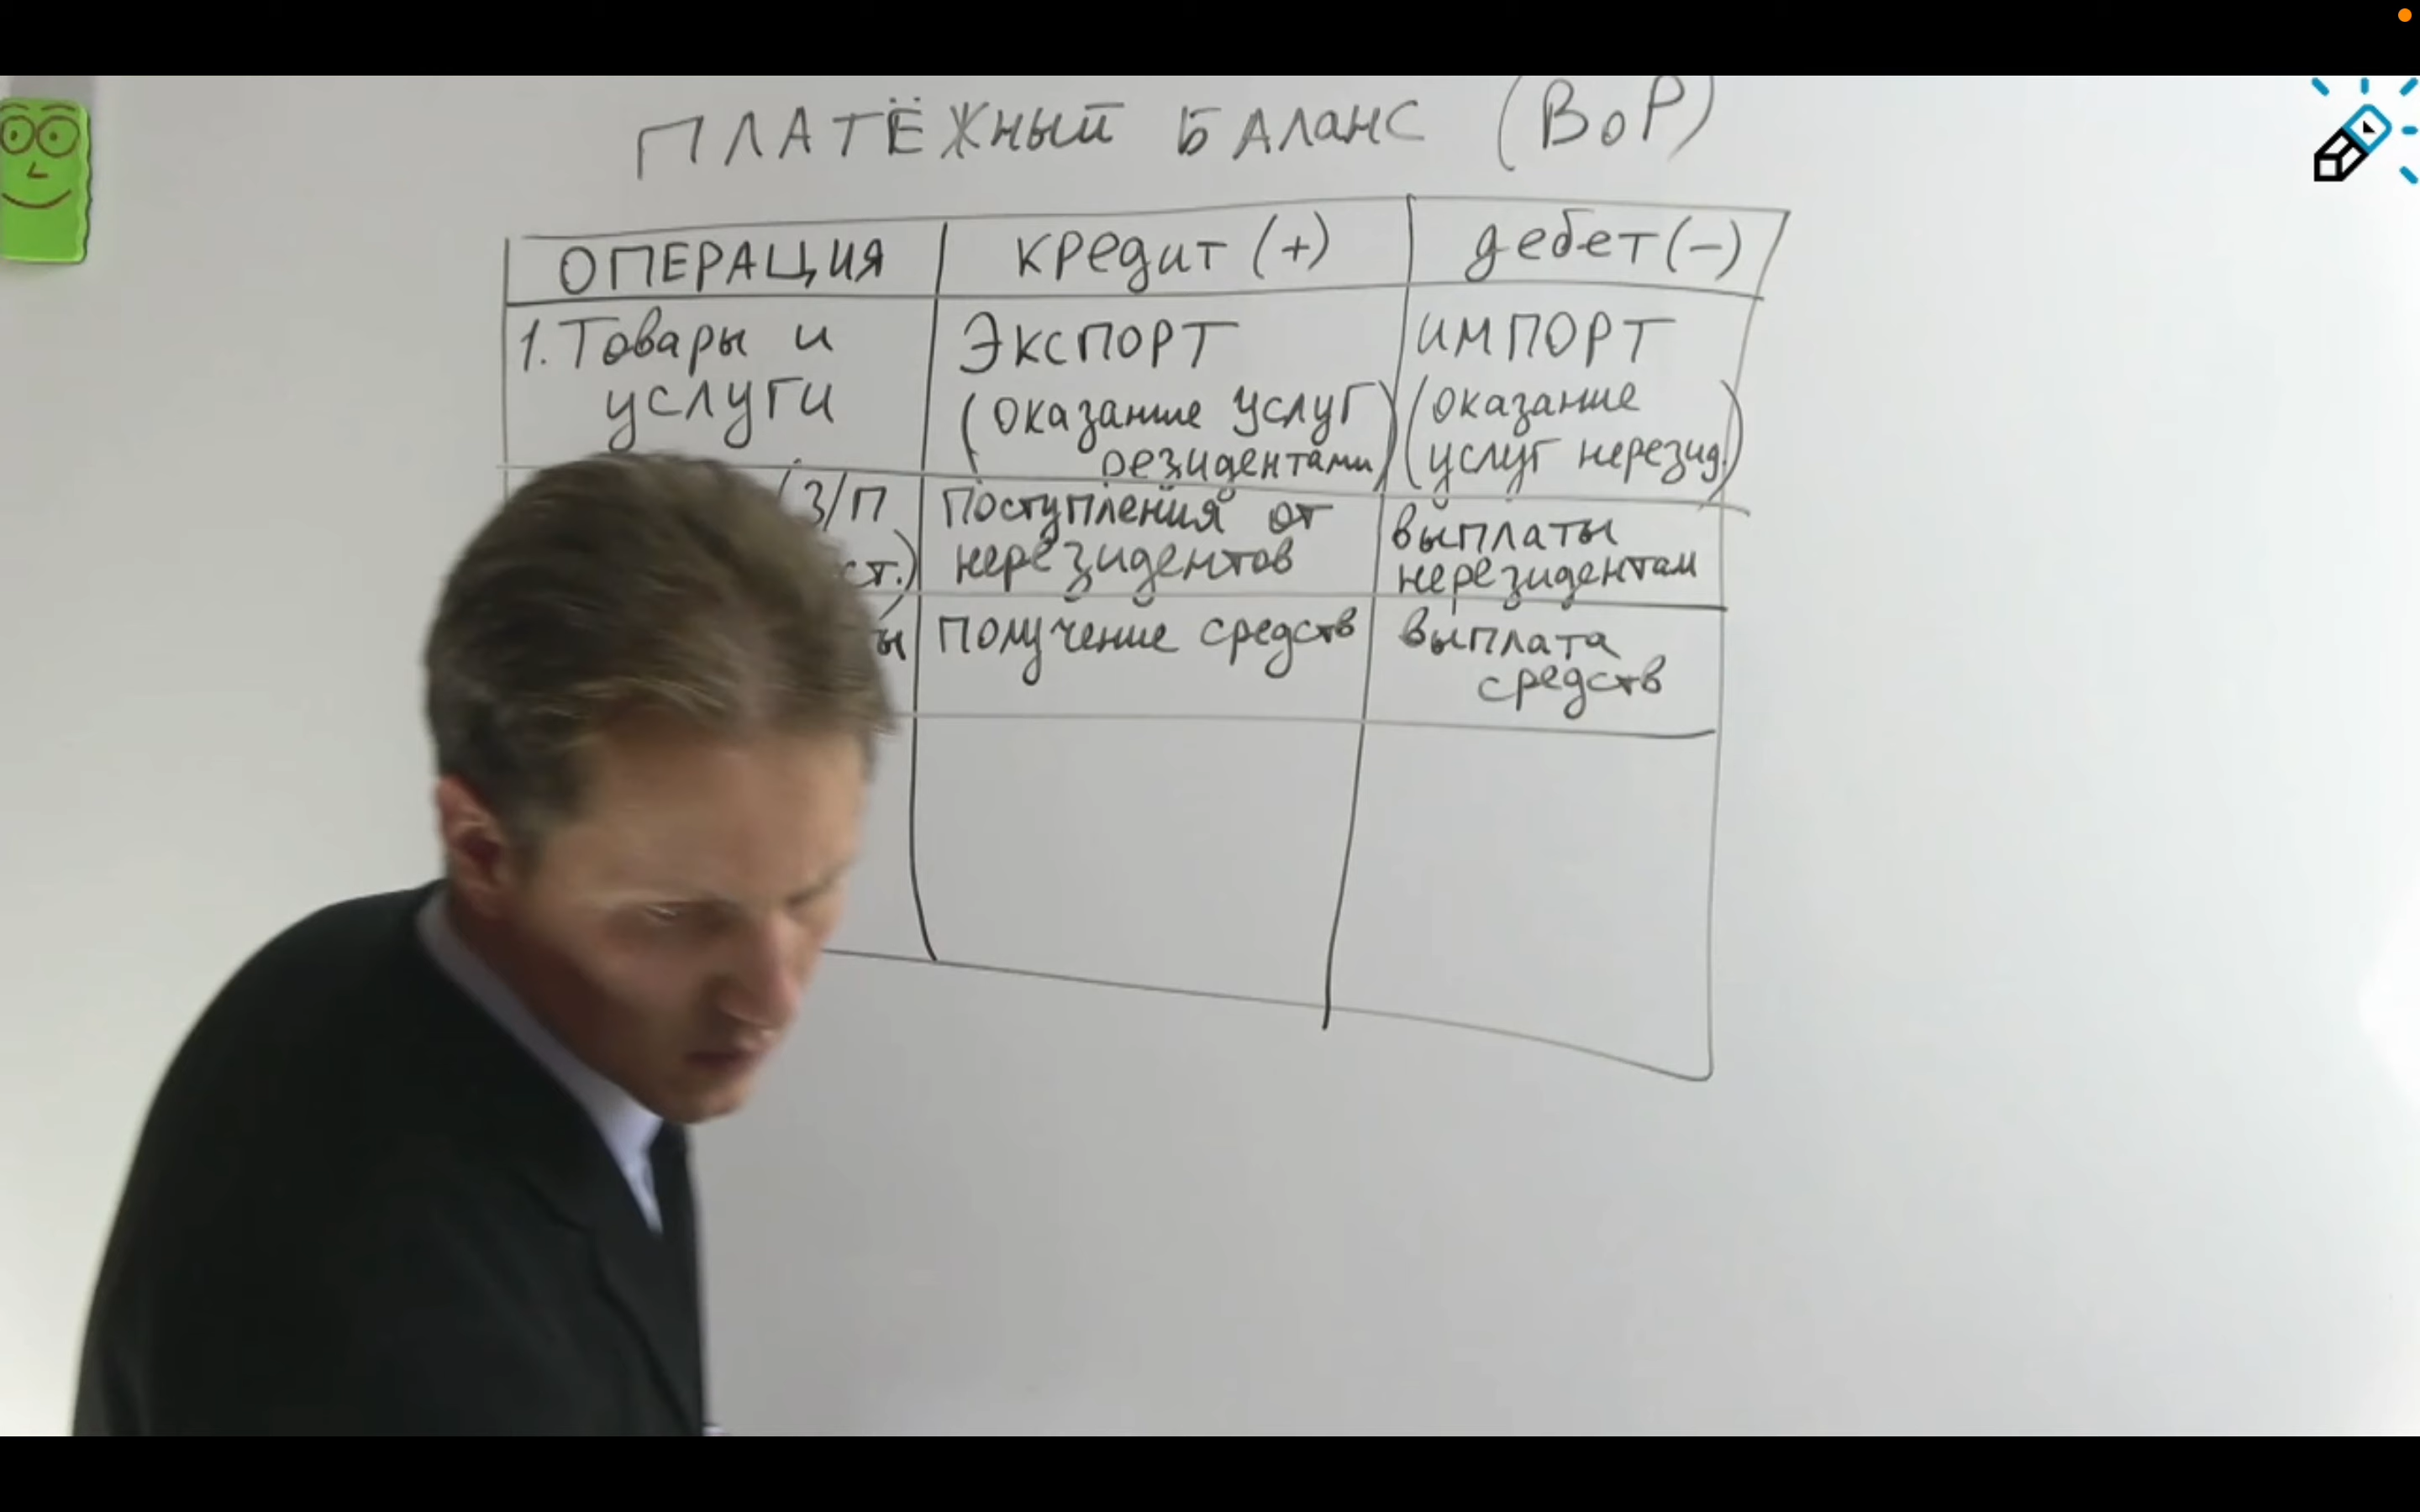 ПЛАТЁЖНЫЙ БАЛАНС (BoP)
ОПЕРАЦИЯ
кредит (+)
дебет (-)
1. Товары и
услуги
Экспорт
(оказание услуг
резидентами)
импорт
(оказание
услуг нерезид.)
(З/П
ст.)
Поступления от
нерезидентов
выплаты
нерезидентам
ты
Получение средств
выплата
средств